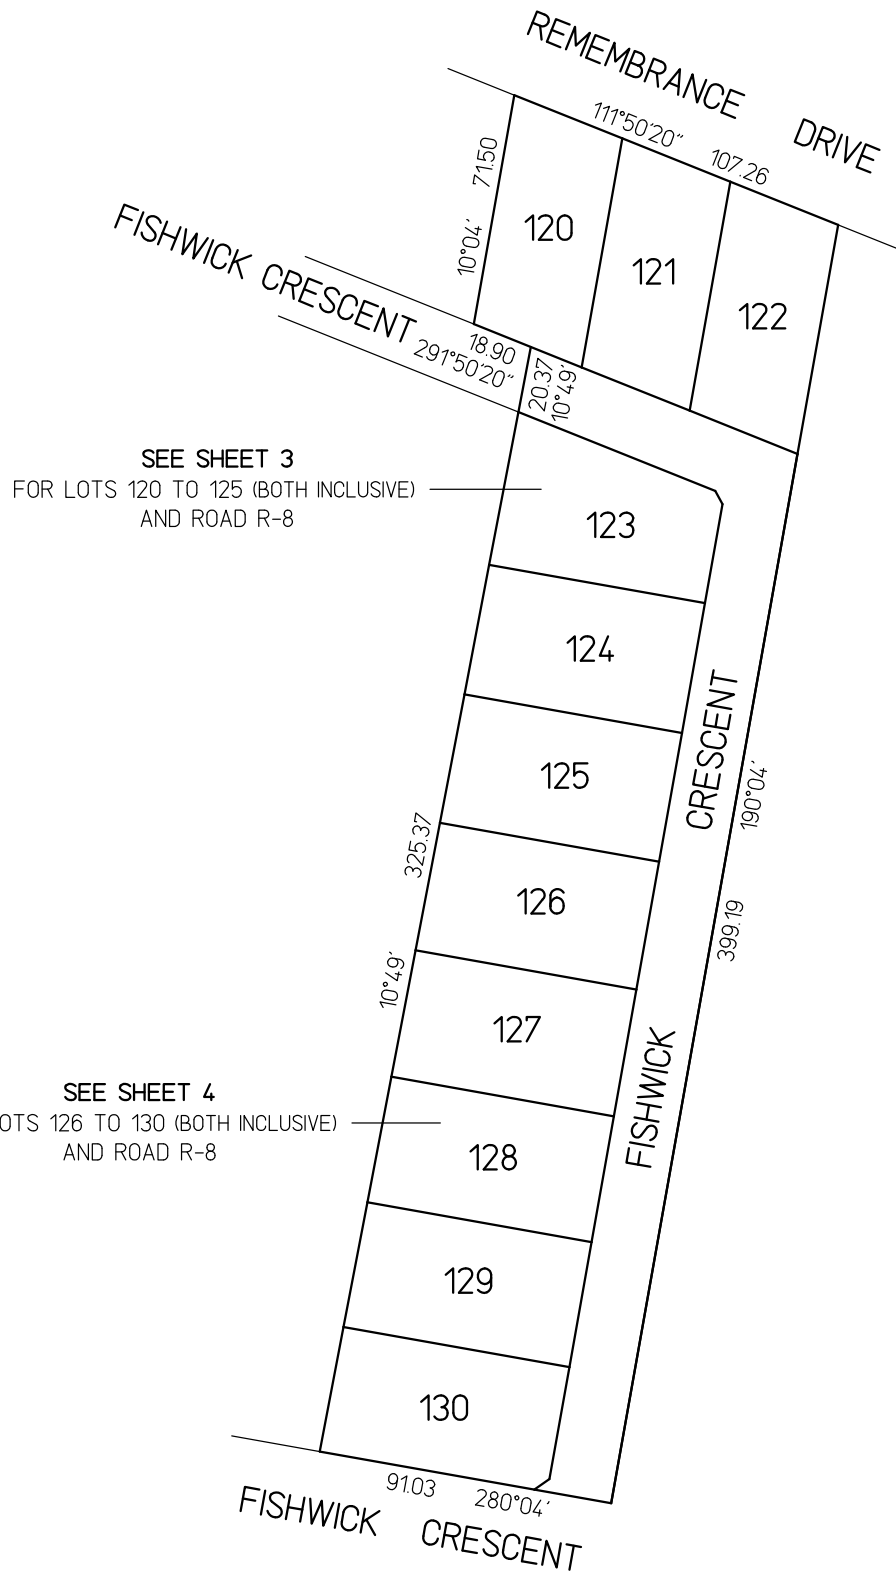 REMEMBRANCE DRIVE
111°50'20"
107.26
71.50
10°04'
120
121
122
FISHWICK CRESCENT
18.90
291°50'20"
20.37
10°49'
SEE SHEET 3
FOR LOTS 120 TO 125 (BOTH INCLUSIVE)
AND ROAD R-8
123
124
125
CRESCENT
190°04'
325.37
126
399.19
10°49'
127
FISHWICK
SEE SHEET 4
OTS 126 TO 130 (BOTH INCLUSIVE)
AND ROAD R-8
128
129
130
91.03
280°04'
FISHWICK CRESCENT